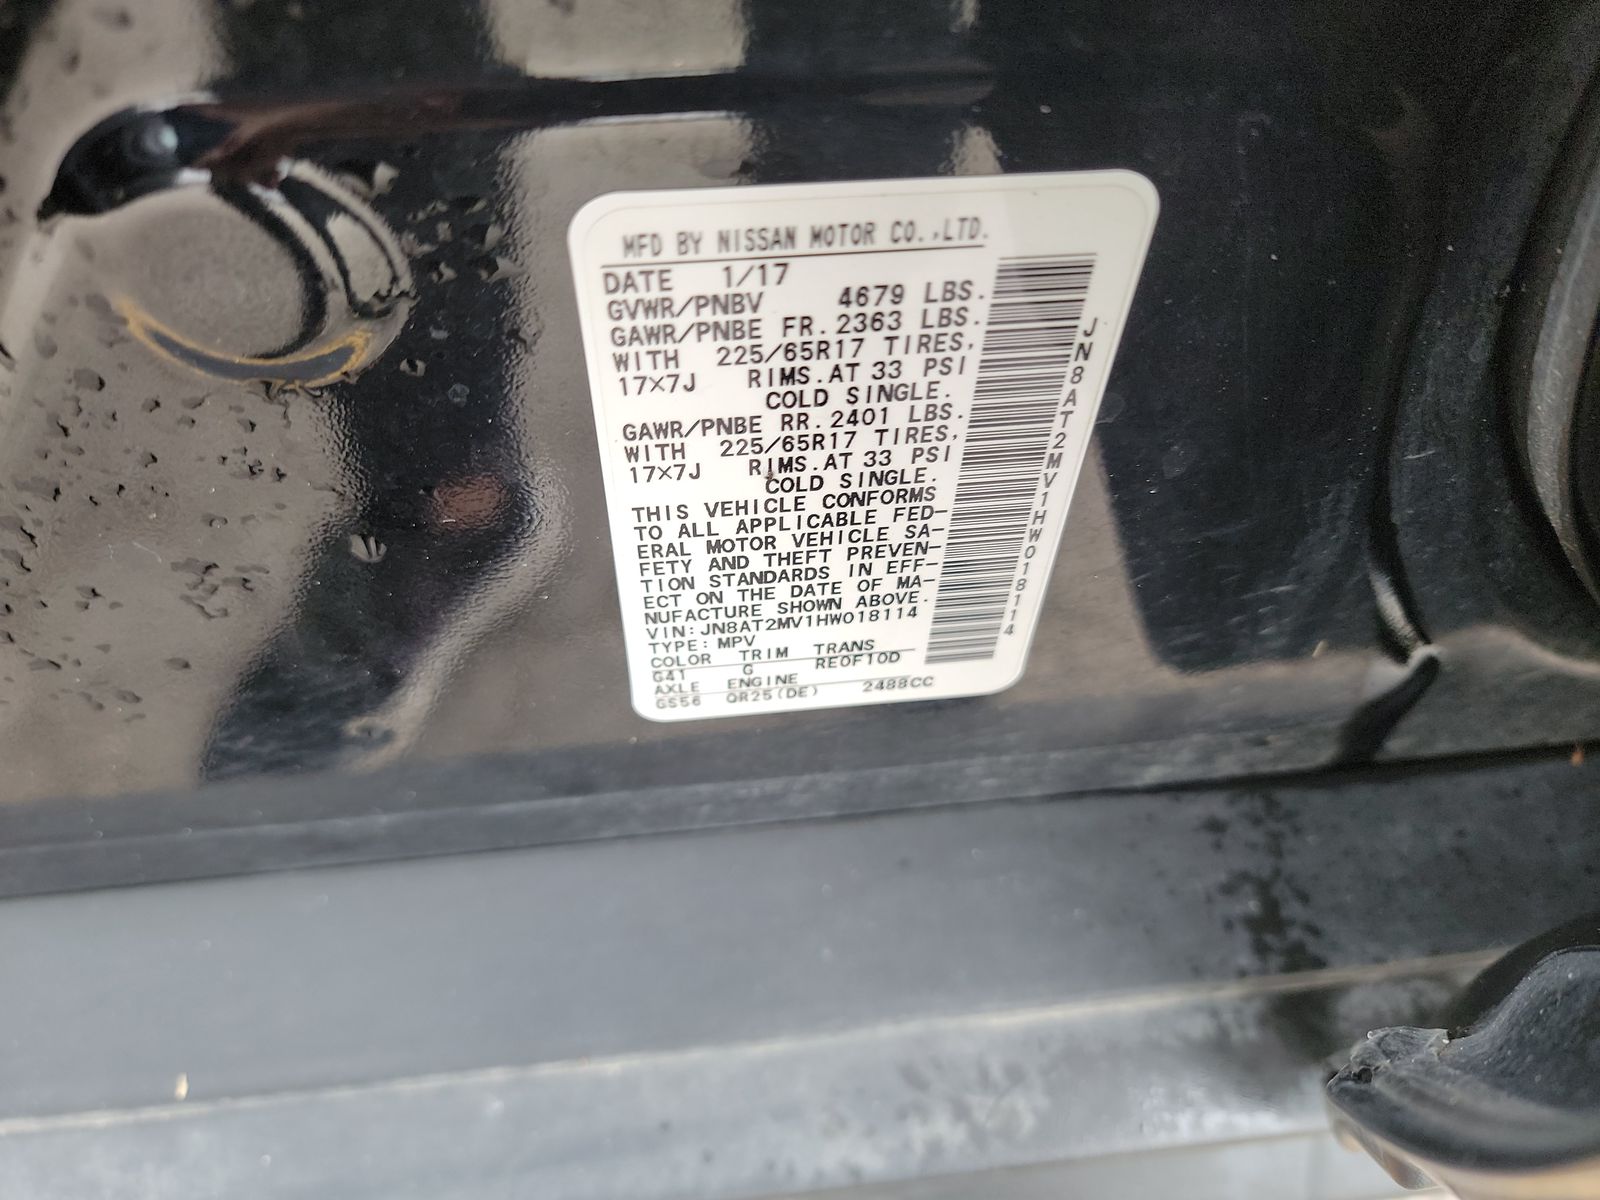 MFD BY NISSAN MOTOR CO.,LTD.
DATE 1/17
GVWR/PNBV 4679 LBS.
GAWR/PNBE FR. 2363 LBS.
WITH 225/65R17 TIRES,
17×7J RIMS.AT 33 PSI
COLD SINGLE.
GAWR/PNBE RR. 2401 LBS.
WITH 225/65R17 TIRES,
17×7J RIMS.AT 33 PSI
COLD SINGLE.
THIS VEHICLE CONFORMS
TO ALL APPLICABLE FED-
ERAL MOTOR VEHICLE SA-
FETY AND THEFT PREVEN-
TION STANDARDS IN EFF-
ECT ON THE DATE OF MA-
NUFACTURE SHOWN ABOVE.
VIN:JN8AT2MV1HW018114
TYPE:MPV
COLOR TRIM TRANS
G41 G RE0F10D
AXLE ENGINE
GS56 QR25(DE) 2488CC
JN8AT2MV1HW018114